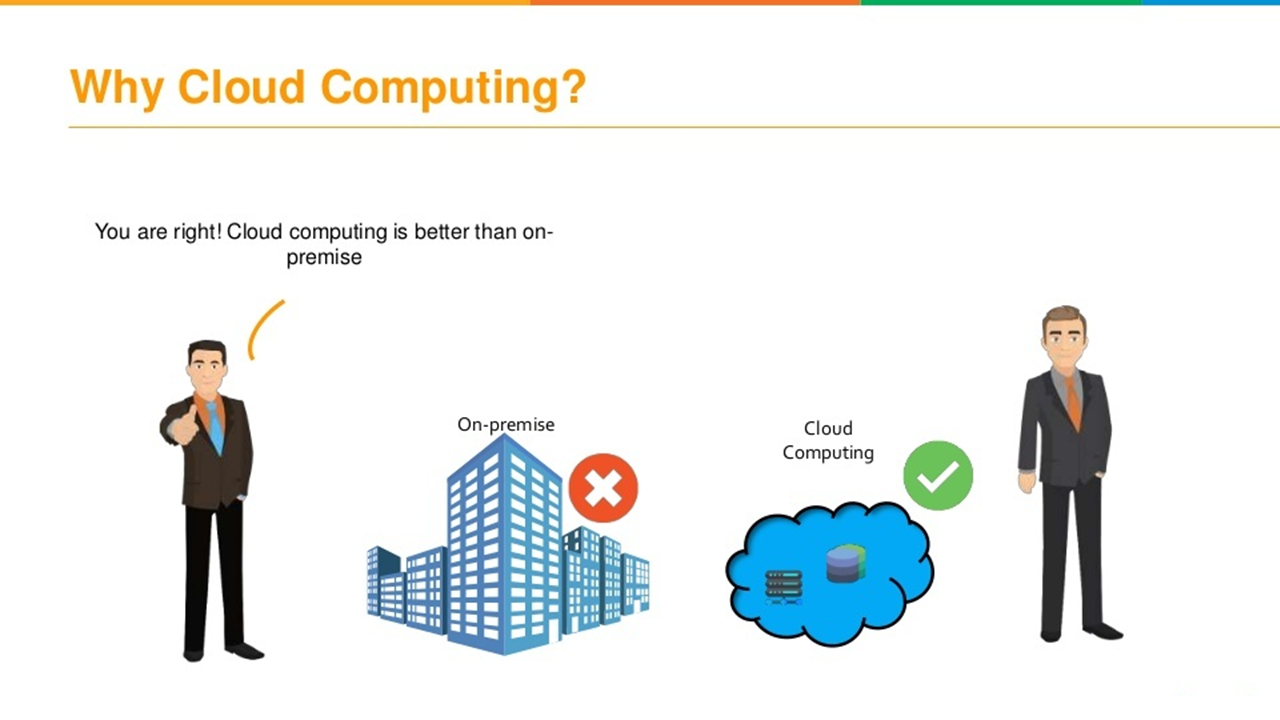 Why Cloud Computing?
You are right! Cloud computing is better than on-
premise
On-premise
Cloud
Computing